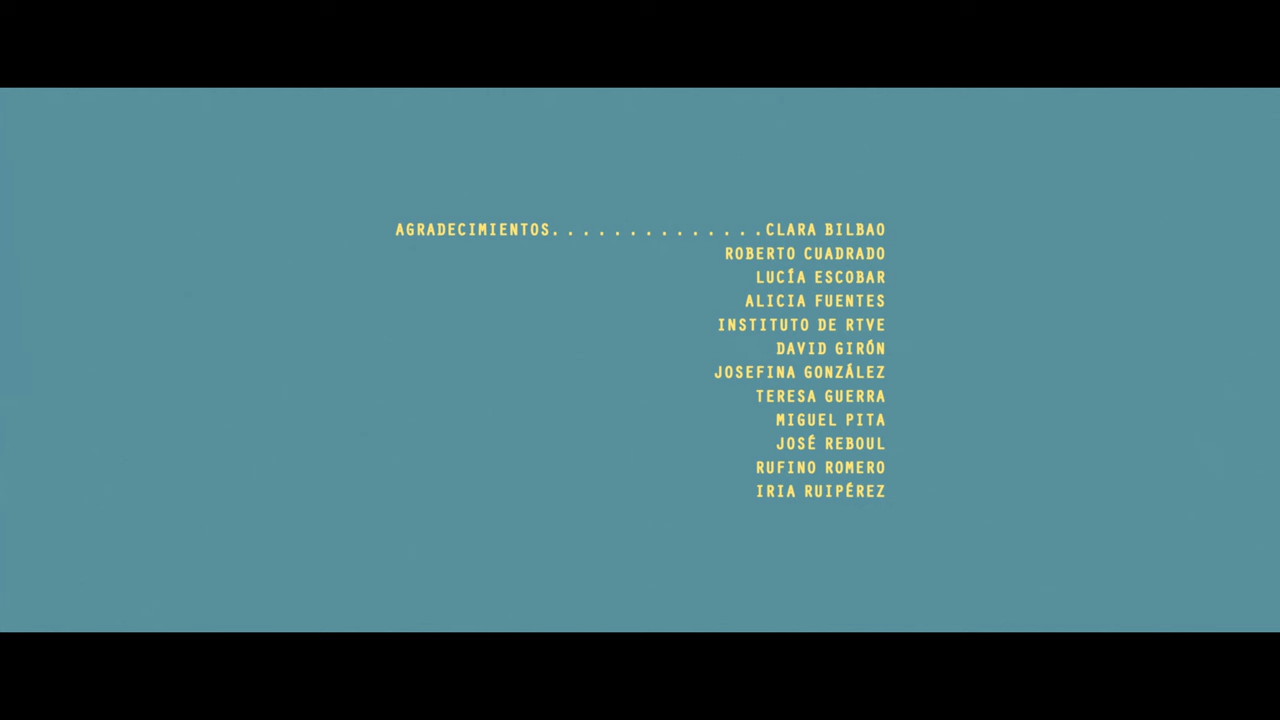 AGRADECIMIENTOS..............CLARA BILBAO
ROBERTO CUADRADO
LUCÍA ESCOBAR
ALICIA FUENTES
INSTITUTO DE RTVE
DAVID GIRÓN
JOSEFINA GONZÁLEZ
TERESA GUERRA
MIGUEL PITA
JOSÉ REBOUL
RUFINO ROMERO
IRIA RUIPÉREZ